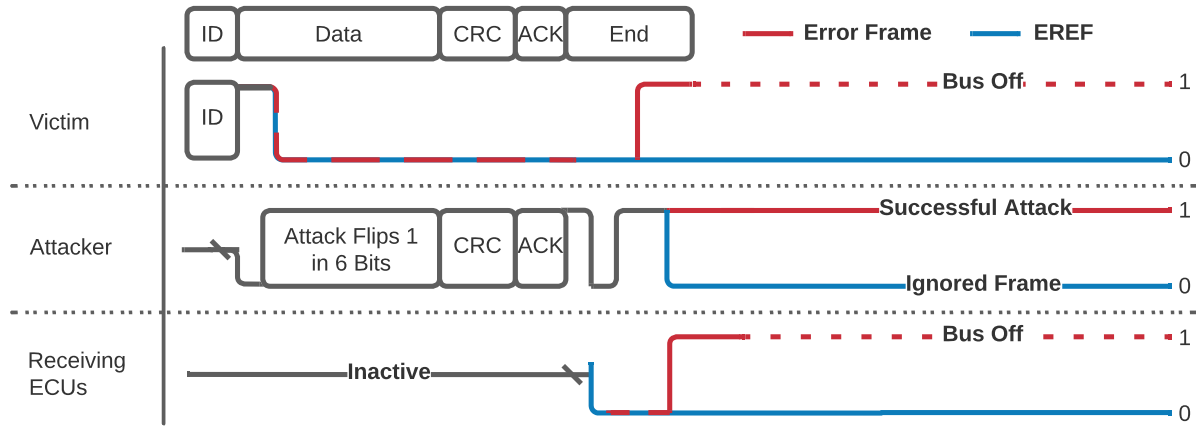 ID Data CRC ACK End Error Frame EREF
Victim ID Bus Off 1
0
Attacker Attack Flips 1 in 6 Bits CRC ACK Successful Attack 1
Ignored Frame 0
Receiving ECUs Inactive Bus Off 1
0